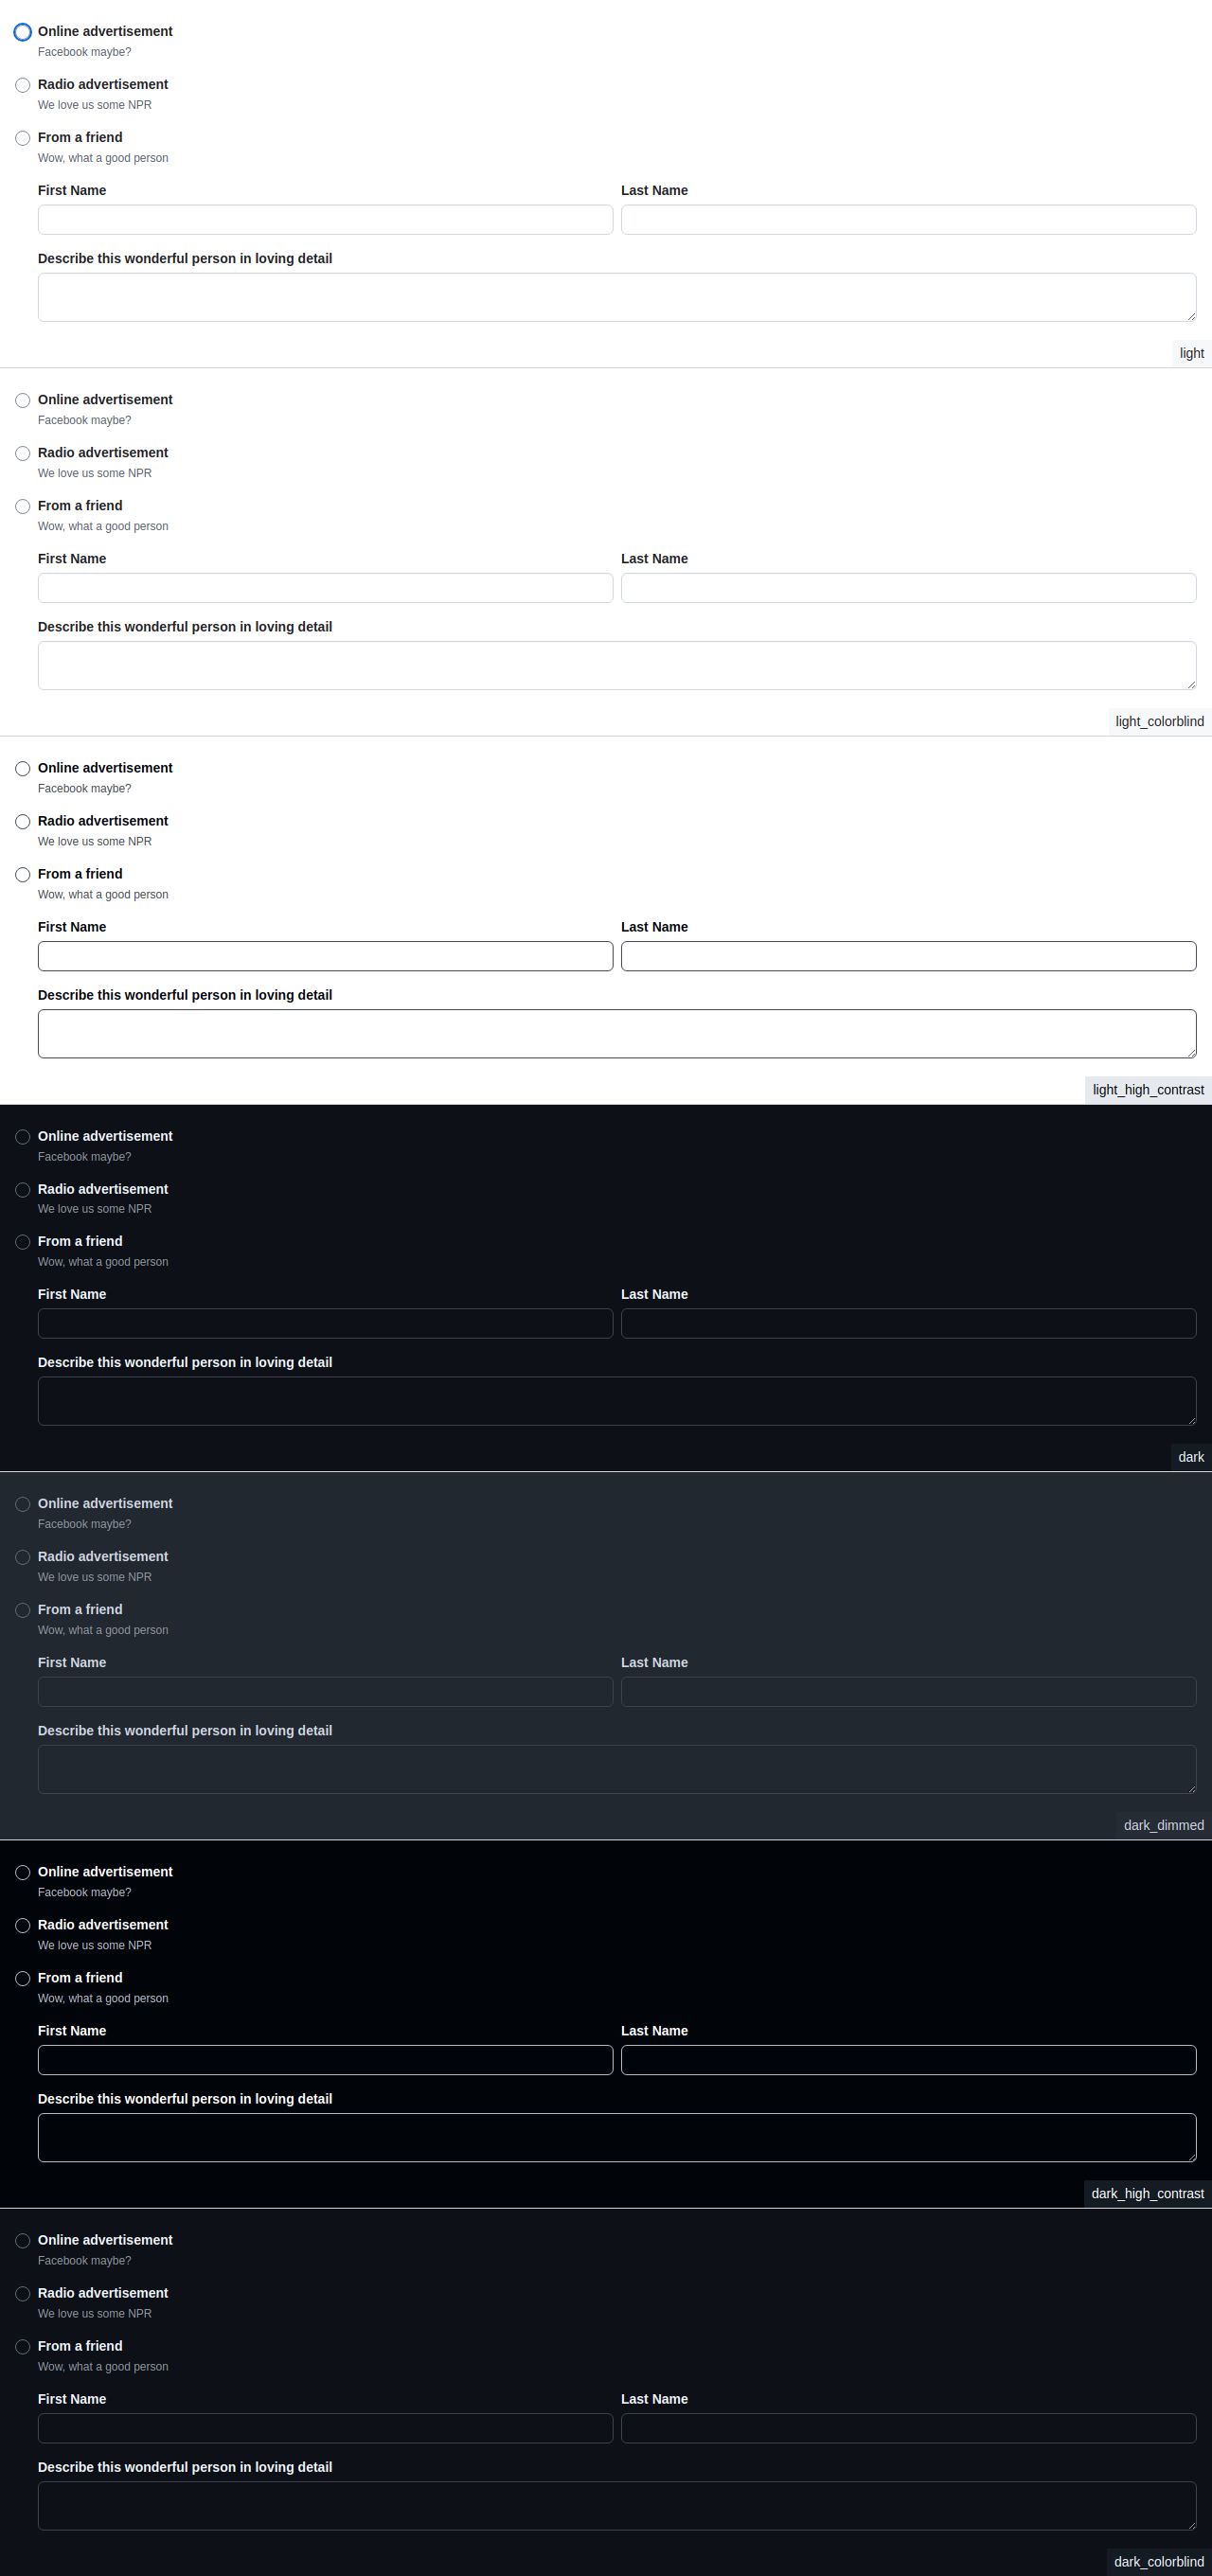 Online advertisement
Facebook maybe?
Radio advertisement
We love us some NPR
From a friend
Wow, what a good person
First Name Last Name
Describe this wonderful person in loving detail
light
Online advertisement
Facebook maybe?
Radio advertisement
We love us some NPR
From a friend
Wow, what a good person
First Name Last Name
Describe this wonderful person in loving detail
light_colorblind
Online advertisement
Facebook maybe?
Radio advertisement
We love us some NPR
From a friend
Wow, what a good person
First Name Last Name
Describe this wonderful person in loving detail
light_high_contrast
Online advertisement
Facebook maybe?
Radio advertisement
We love us some NPR
From a friend
Wow, what a good person
First Name Last Name
Describe this wonderful person in loving detail
dark
Online advertisement
Facebook maybe?
Radio advertisement
We love us some NPR
From a friend
Wow, what a good person
First Name Last Name
Describe this wonderful person in loving detail
dark_dimmed
Online advertisement
Facebook maybe?
Radio advertisement
We love us some NPR
From a friend
Wow, what a good person
First Name Last Name
Describe this wonderful person in loving detail
dark_high_contrast
Online advertisement
Facebook maybe?
Radio advertisement
We love us some NPR
From a friend
Wow, what a good person
First Name Last Name
Describe this wonderful person in loving detail
dark_colorblind